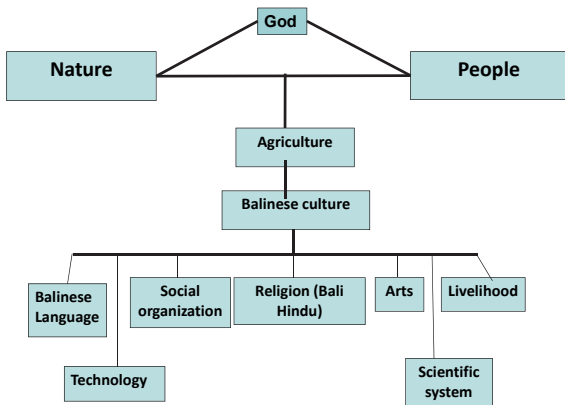 God
Nature
People
Agriculture
Balinese culture
Balinese
Language
Social
organization
Religion (Bali
Hindu)
Arts
Livelihood
Technology
Scientific
system